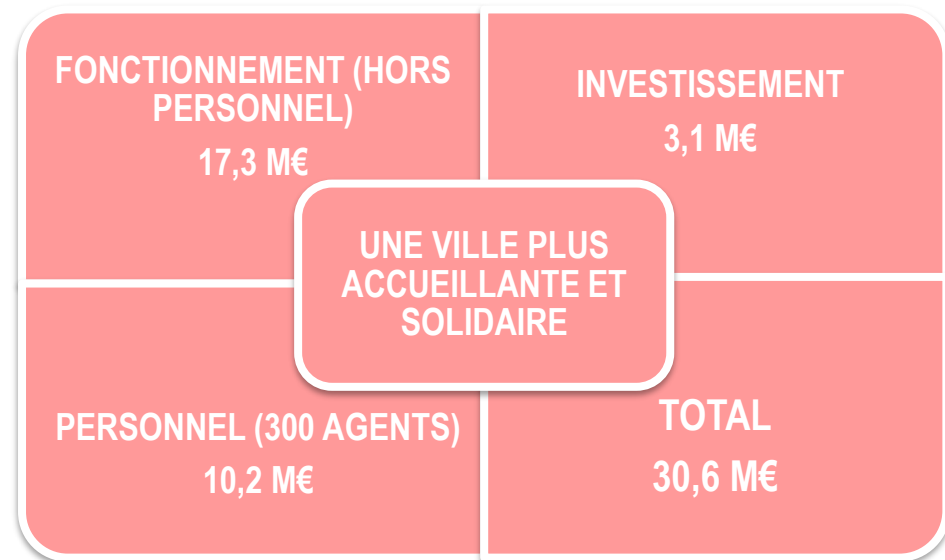 FONCTIONNEMENT (HORS
PERSONNEL)
17,3 M€
INVESTISSEMENT
3,1 M€
UNE VILLE PLUS
ACCUEILLANTE ET
SOLIDAIRE
PERSONNEL (300 AGENTS)
10,2 M€
TOTAL
30,6 M€